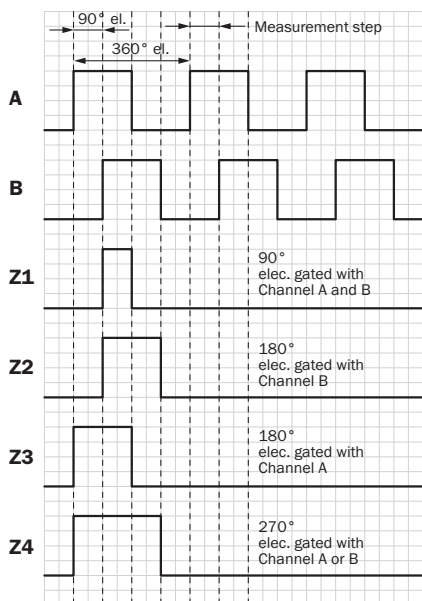 90° el.
Measurement step
360° el.
A
B
Z1
90°
elec. gated with
Channel A and B
Z2
180°
elec. gated with
Channel B
Z3
180°
elec. gated with
Channel A
Z4
270°
elec. gated with
Channel A or B